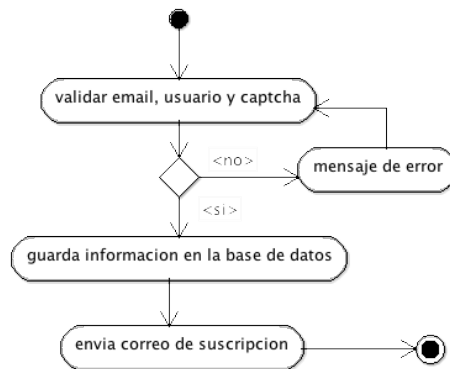 validar email, usuario y captcha
<no>
mensaje de error
<si>
guarda informacion en la base de datos
envia correo de suscripcion